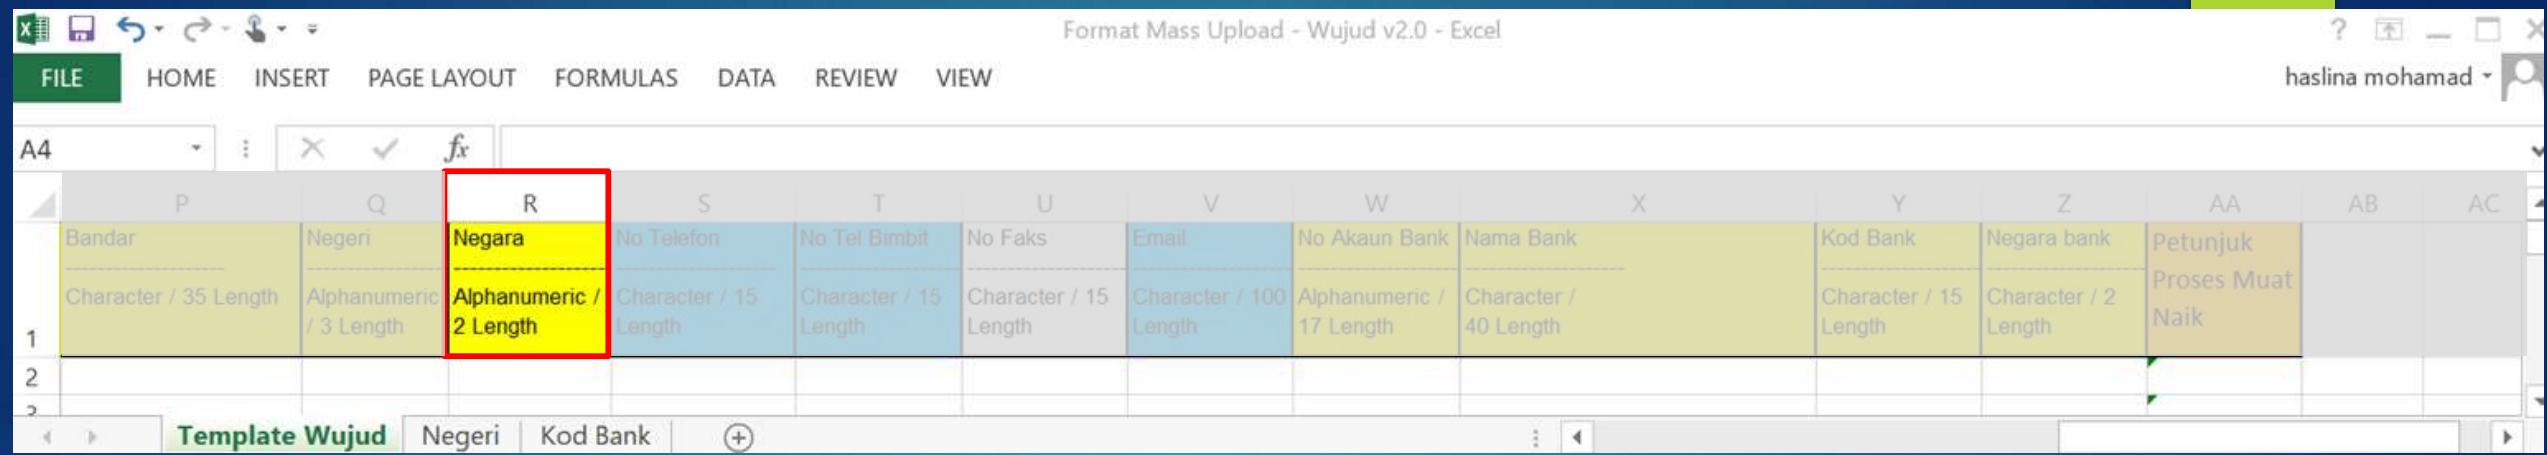 Format Mass Upload - Wujud v2.0 - Excel
FILE HOME INSERT PAGE LAYOUT FORMULAS DATA REVIEW VIEW haslina mohamad
A4 fx
P Q R S T U V W X Y Z AA AB AC
1
Bandar
Character / 35 Length
Negeri
Alphanumeric
/ 3 Length
Negara
Alphanumeric /
2 Length
No Telefon
Character / 15
Length
No Tel Bimbit
Character / 15
Length
No Faks
Character / 15
Length
Email
Character / 100
Length
No Akaun Bank
Alphanumeric /
17 Length
Nama Bank
Character /
40 Length
Kod Bank
Character / 15
Length
Negara bank
Character / 2
Length
Petunjuk
Proses Muat
Naik
2
3
Template Wujud Negeri Kod Bank